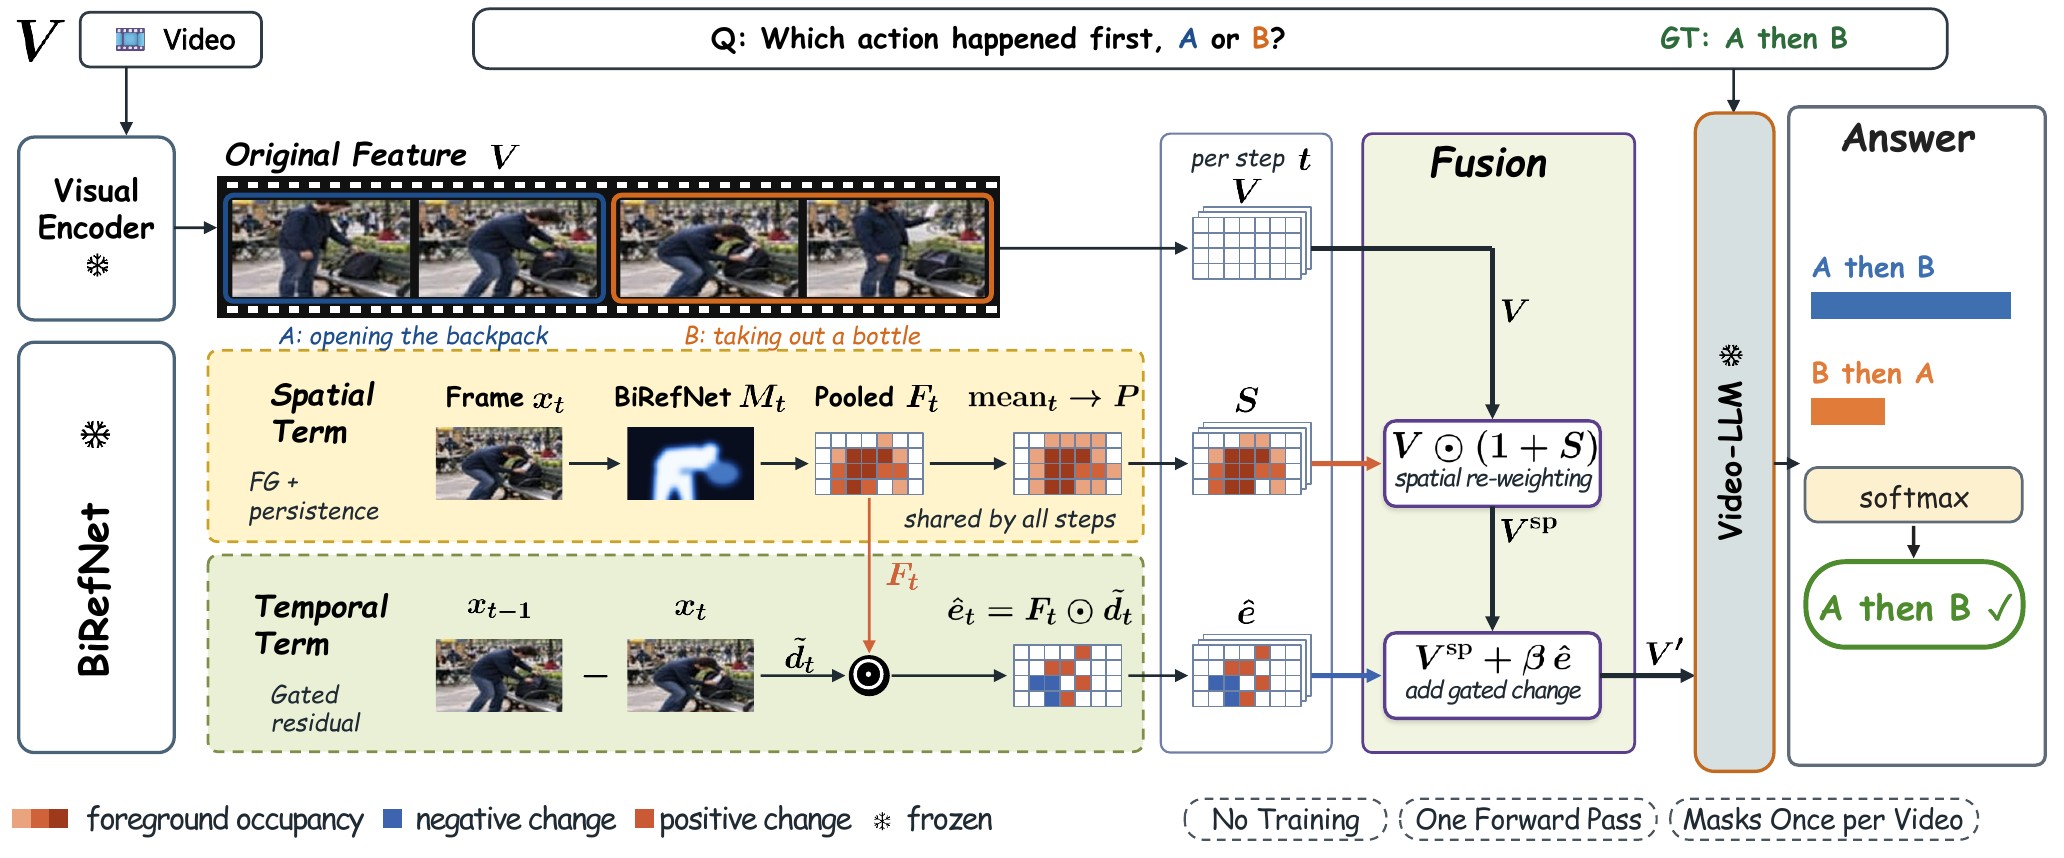 V Video
Q: Which action happened first, A or B? GT: A then B
Visual
Encoder
Original Feature V
A: opening the backpack
B: taking out a bottle
BiRefNet
Spatial
Term
FG +
persistence
Frame x_t
BiRefNet M_t
Pooled F_t
mean_t → P
shared by all steps
F_t
Temporal
Term
Gated
residual
x_{t−1}
−
x_t
d̃_t
ê_t = F_t ⊙ d̃_t
per step t
V
S
ê
Fusion
V
V ⊙ (1 + S)
spatial re-weighting
V^{sp}
V^{sp} + β ê
add gated change
V′
Video-LLM
Answer
A then B
B then A
softmax
A then B ✓
foreground occupancy
negative change
positive change
frozen
No Training
One Forward Pass
Masks Once per Video